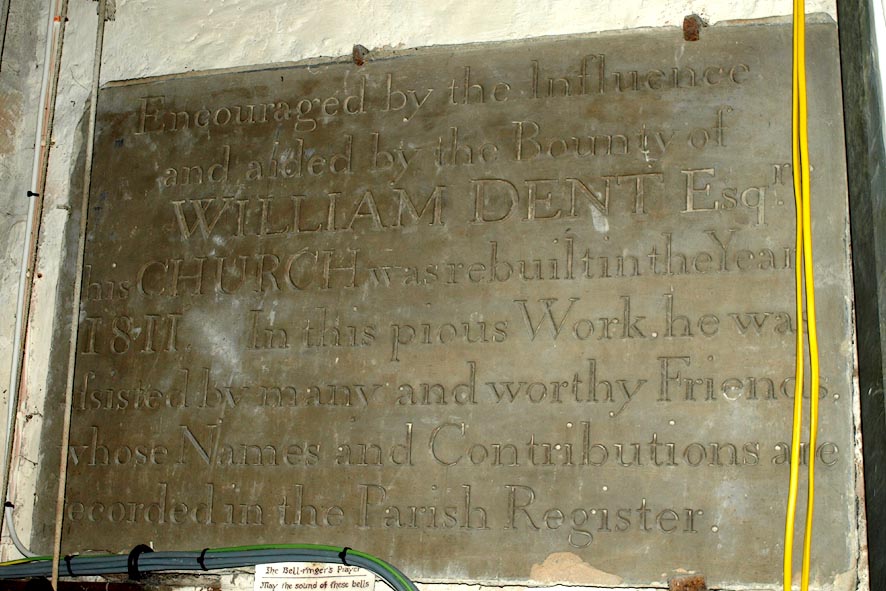 Encouraged by the Influence
and aided by the Bounty of
WILLIAM DENT Esqr.
his CHURCH was rebuilt in the Year
1811. In this pious Work, he was
ſsisted by many and worthy Friends,
whose Names and Contributions are
ecorded in the Parish Register.
The Bell-ringer's Prayer
May the sound of these bells